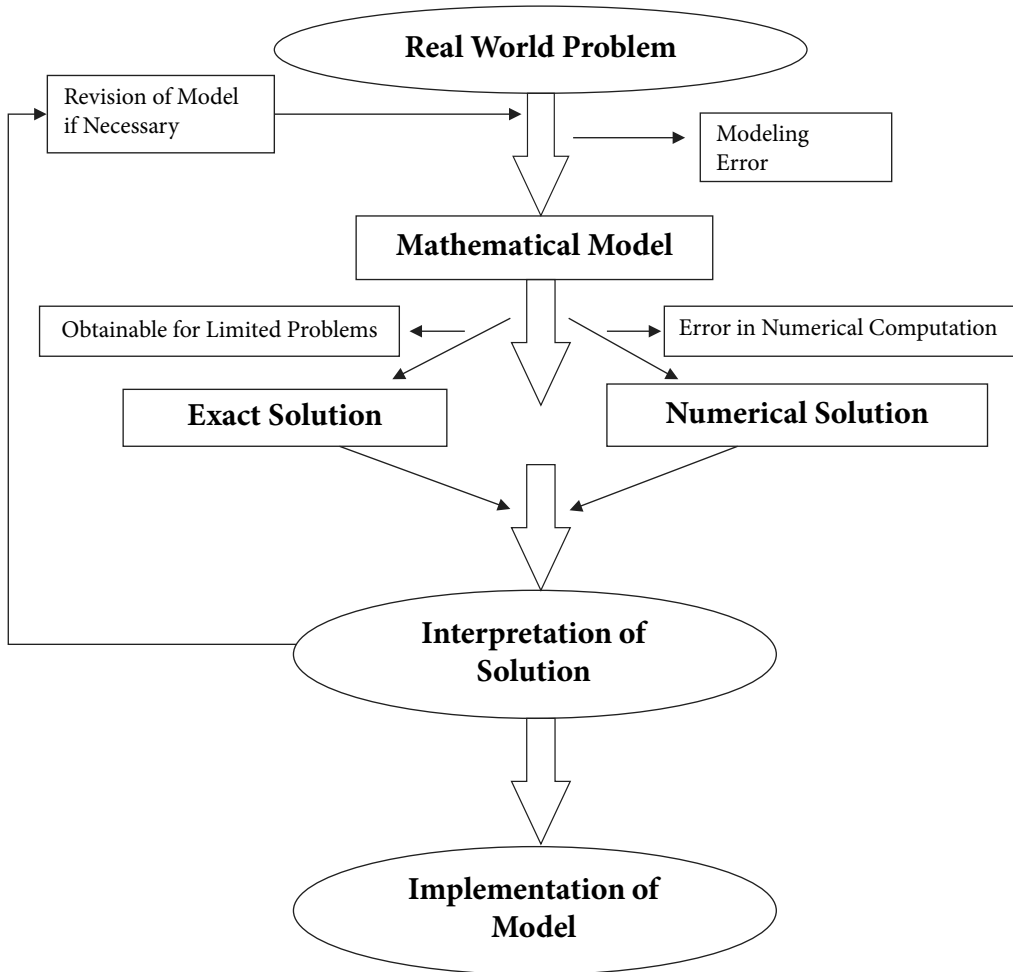 Real World Problem
Revision of Model
if Necessary
Modeling
Error
Mathematical Model
Obtainable for Limited Problems
Error in Numerical Computation
Exact Solution
Numerical Solution
Interpretation of
Solution
Implementation of
Model